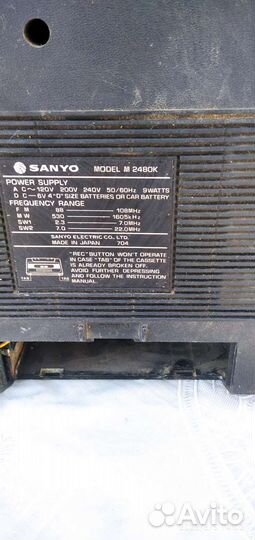 SANYO MODEL M 2480K
POWER SUPPLY
A C ~ 120V 200V 240V 50/60Hz 9WATTS
D C ⎓ 6V 4"D" SIZE BATTERIES OR CAR BATTERY
FREQUENCY RANGE
F M 88 108MHz
M W 530 1605kHz
SW1 2.3 7.0MHz
SW2 7.0 22.0MHz
SANYO ELECTRIC CO., LTD.
MADE IN JAPAN 704
"REC" BUTTON WON'T OPERATE
IN CASE "TAB" OF THE CASSETTE
IS ALREADY BROKEN OFF.
AVOID FURTHER DEPRESSING
AND FOLLOW THE INSTRUCTION
MANUAL.
TAB TAB
Avito